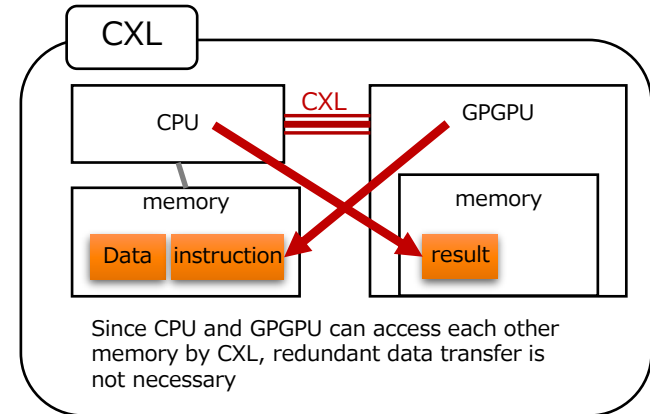 CXL
CXL
CPU
GPGPU
memory
memory
Data
instruction
result
Since CPU and GPGPU can access each other
memory by CXL, redundant data transfer is
not necessary